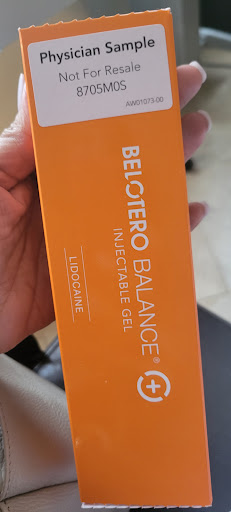 Physician Sample
Not For Resale
8705M0S
AW01073-00
BELOTERO BALANCE®
INJECTABLE GEL
LIDOCAINE